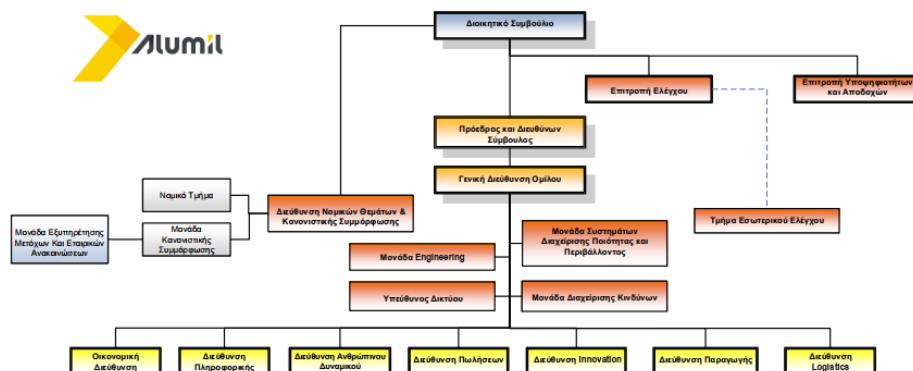 Alumil
Διοικητικό Συμβούλιο
Επιτροπή Ελέγχου
Επιτροπή Υποψηφιοτήτων
και Αποδοχών
Πρόεδρος και Διευθύνων
Σύμβουλος
Γενική Διεύθυνση Ομίλου
Νομικό Τμήμα
Διεύθυνση Νομικών Θεμάτων &
Κανονιστικής Συμμόρφωσης
Τμήμα Εσωτερικού Ελέγχου
Μονάδα Εξυπηρέτησης
Μετόχων Και Εταιρικών
Ανακοινώσεων
Μονάδα
Κανονιστικής
Συμμόρφωσης
Μονάδα Συστημάτων
Διαχείρισης Ποιότητας και
Περιβάλλοντος
Μονάδα Engineering
Υπεύθυνος Δικτύου
Μονάδα Διαχείρισης Κινδύνων
Οικονομική
Διεύθυνση
Διεύθυνση
Πληροφορικής
Διεύθυνση Ανθρώπινου
Δυναμικού
Διεύθυνση Πωλήσεων
Διεύθυνση Innovation
Διεύθυνση Παραγωγής
Διεύθυνση
Logistics